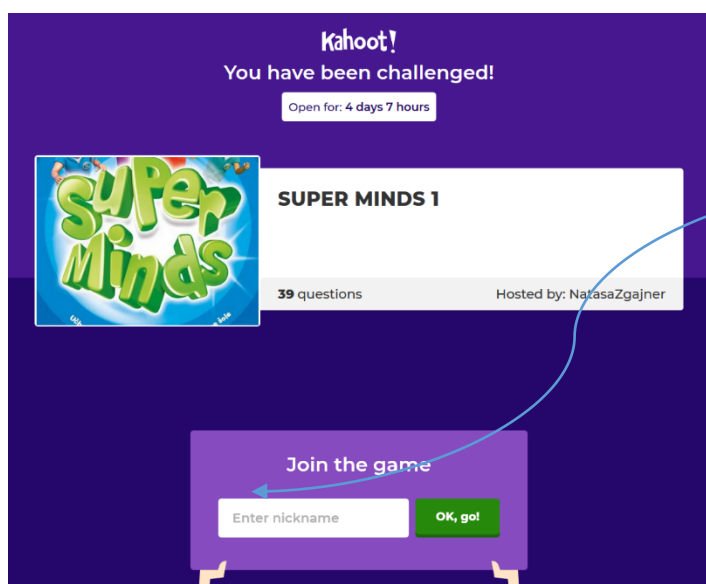 Kahoot!
You have been challenged!
Open for: 4 days 7 hours
SUPER
MINDS
SUPER MINDS 1
39 questions Hosted by: NatasaZgajner
Join the game
Enter nickname OK, go!